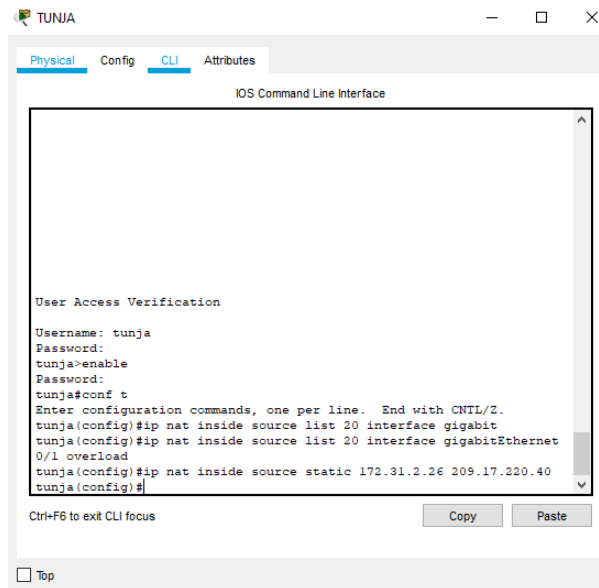 TUNJA
Physical Config CLI Attributes
IOS Command Line Interface
User Access Verification
Username: tunja
Password:
tunja>enable
Password:
tunja#conf t
Enter configuration commands, one per line.  End with CNTL/Z.
tunja(config)#ip nat inside source list 20 interface gigabit
tunja(config)#ip nat inside source list 20 interface gigabitEthernet
0/1 overload
tunja(config)#ip nat inside source static 172.31.2.26 209.17.220.40
tunja(config)#
Ctrl+F6 to exit CLI focus
Copy Paste
Top